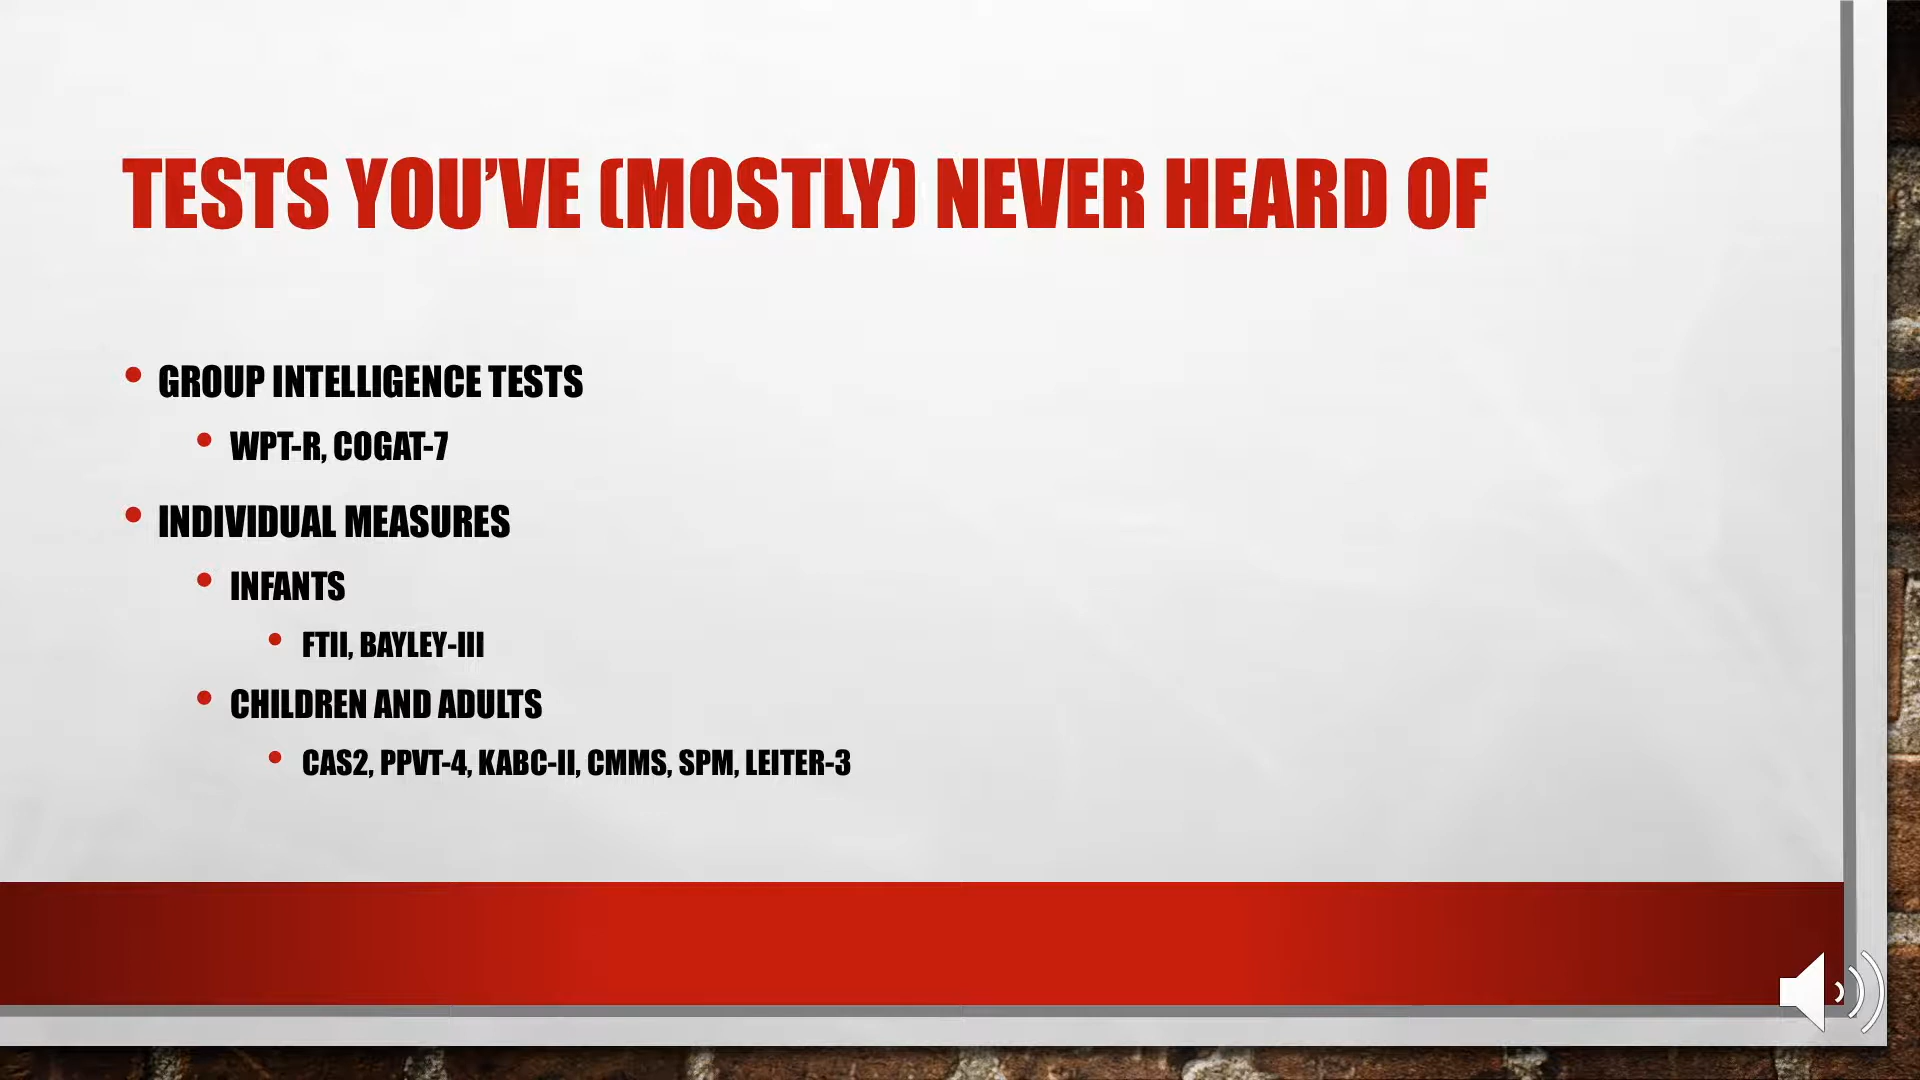 TESTS YOU'VE (MOSTLY) NEVER HEARD OF
• GROUP INTELLIGENCE TESTS
• WPT-R, COGAT-7
• INDIVIDUAL MEASURES
• INFANTS
• FTII, BAYLEY-III
• CHILDREN AND ADULTS
• CAS2, PPVT-4, KABC-II, CMMS, SPM, LEITER-3